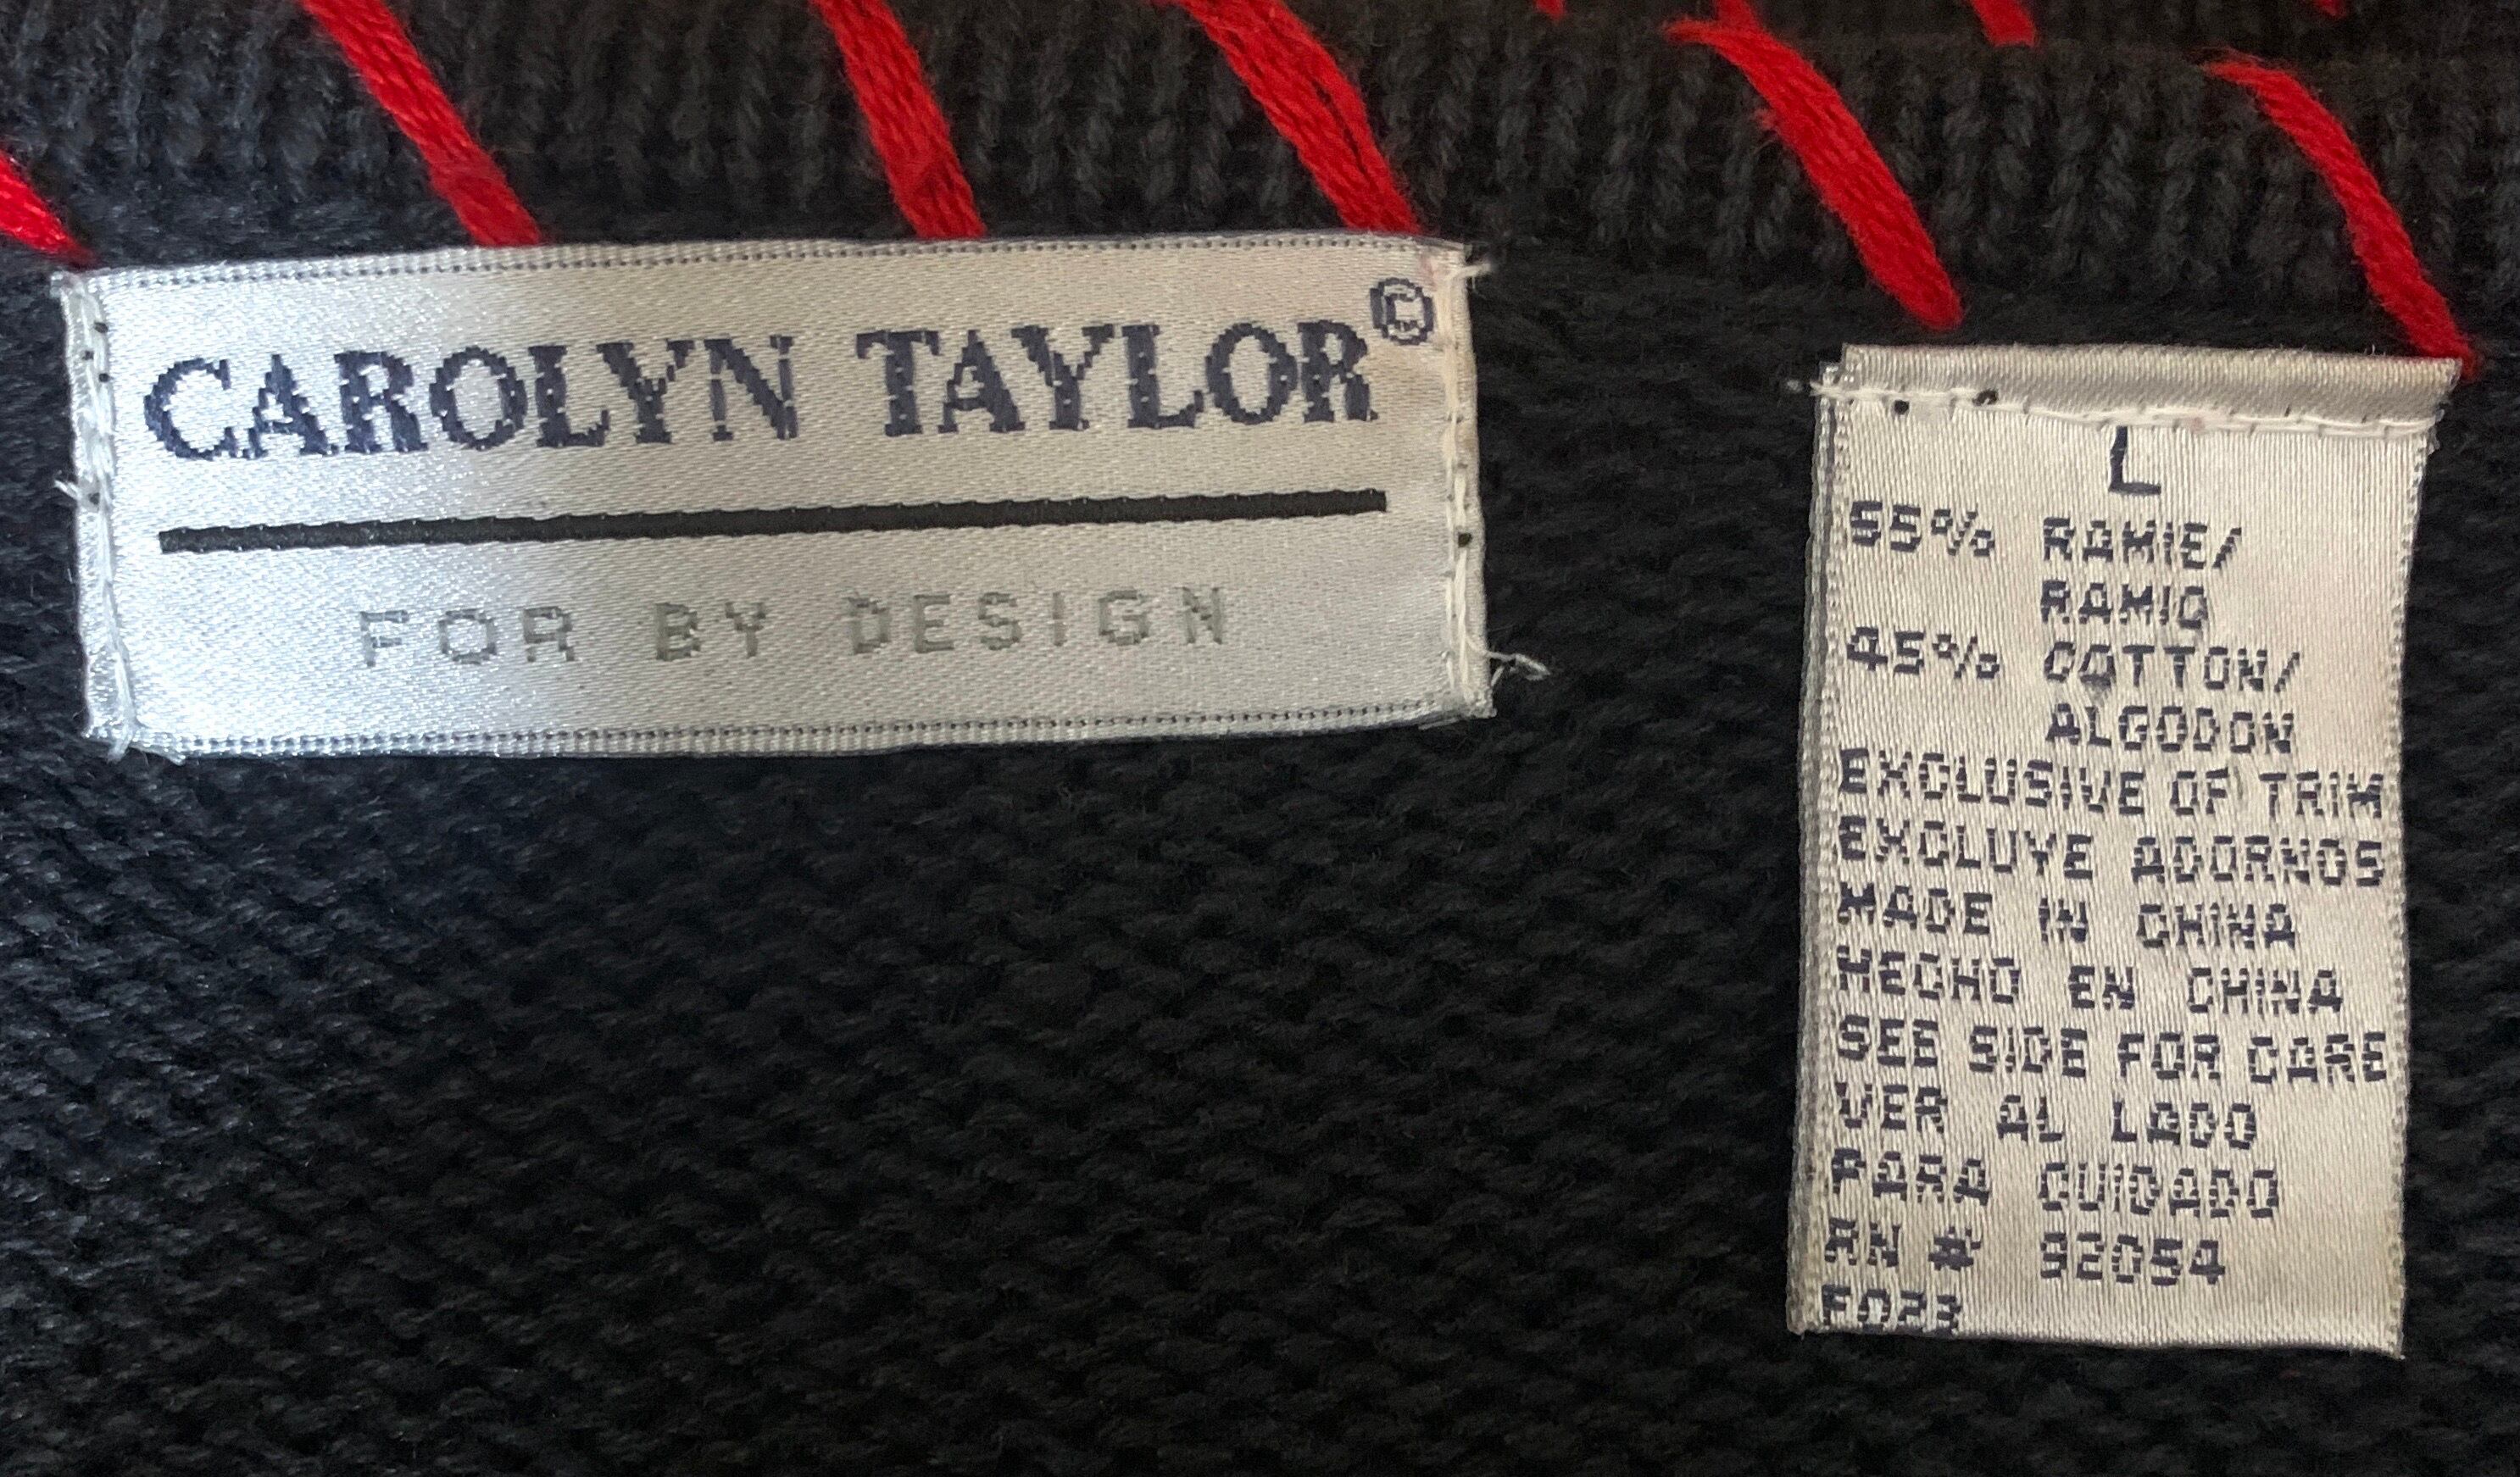 CAROLYN TAYLOR©
FOR BY DESIGN
L
55% RAMIE/
RAMIO
45% COTTON/
ALGODON
EXCLUSIVE OF TRIM
EXCLUYE ADORNOS
MADE IN CHINA
HECHO EN CHINA
SEE SIDE FOR CARE
VER AL LADO
PARA CUIDADO
RN # 92054